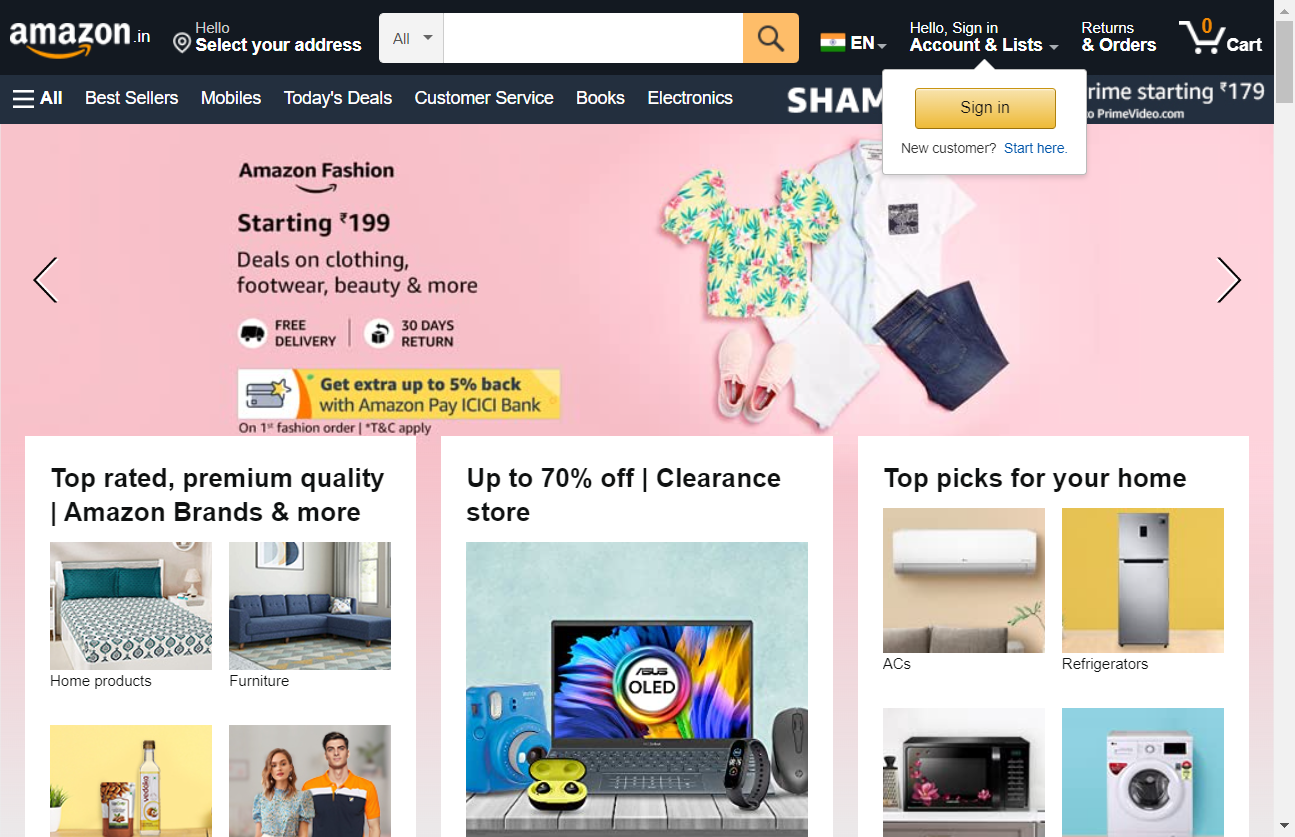 amazon.in
Hello
Select your address
All
EN
Hello, Sign in
Account & Lists
Returns
& Orders
0
Cart
All
Best Sellers
Mobiles
Today's Deals
Customer Service
Books
Electronics
SHAM
rime starting ₹179
PrimeVideo.com
Sign in
New customer? Start here.
Amazon Fashion
Starting ₹199
Deals on clothing,
footwear, beauty & more
FREE
DELIVERY
30 DAYS
RETURN
Get extra up to 5% back
with Amazon Pay ICICI Bank
On 1st fashion order | *T&C apply
Top rated, premium quality
| Amazon Brands & more
Home products
Furniture
vedaka
Up to 70% off | Clearance
store
ASUS
OLED
Top picks for your home
ACs
Refrigerators